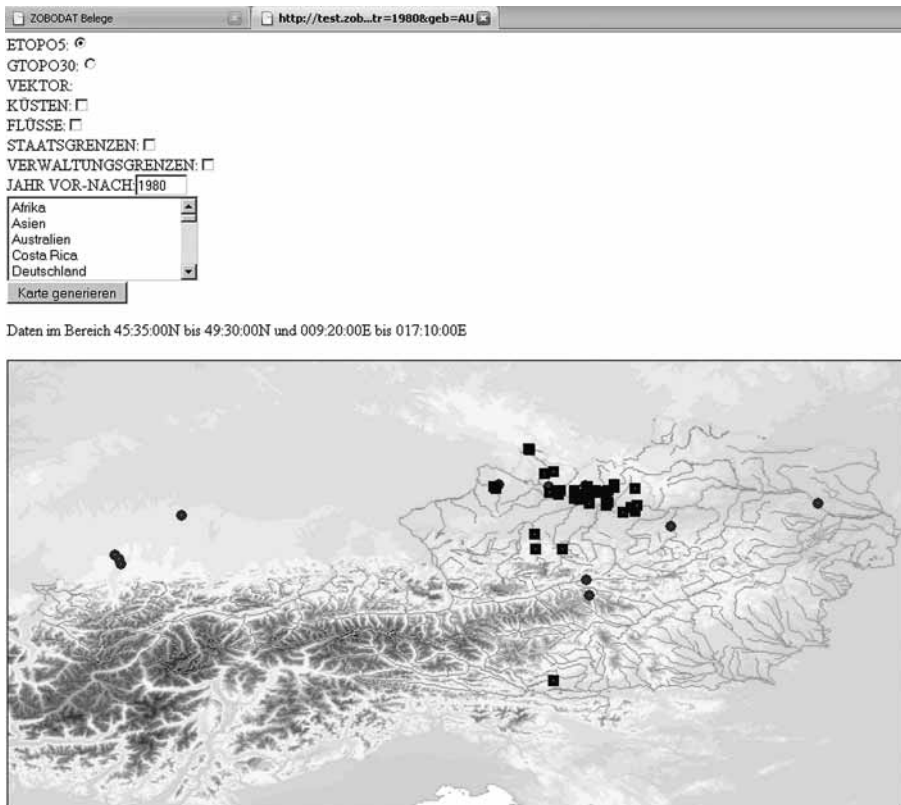 ZOBODAT Belege
http://test.zob...tr=1980&geb=AU
ETOPO5:
GTOPO30:
VEKTOR:
KÜSTEN:
FLÜSSE:
STAATSGRENZEN:
VERWALTUNGSGRENZEN:
JAHR VOR-NACH: 1980
Afrika
Asien
Australien
Costa Rica
Deutschland
Karte generieren
Daten im Bereich 45:35:00N bis 49:30:00N und 009:20:00E bis 017:10:00E